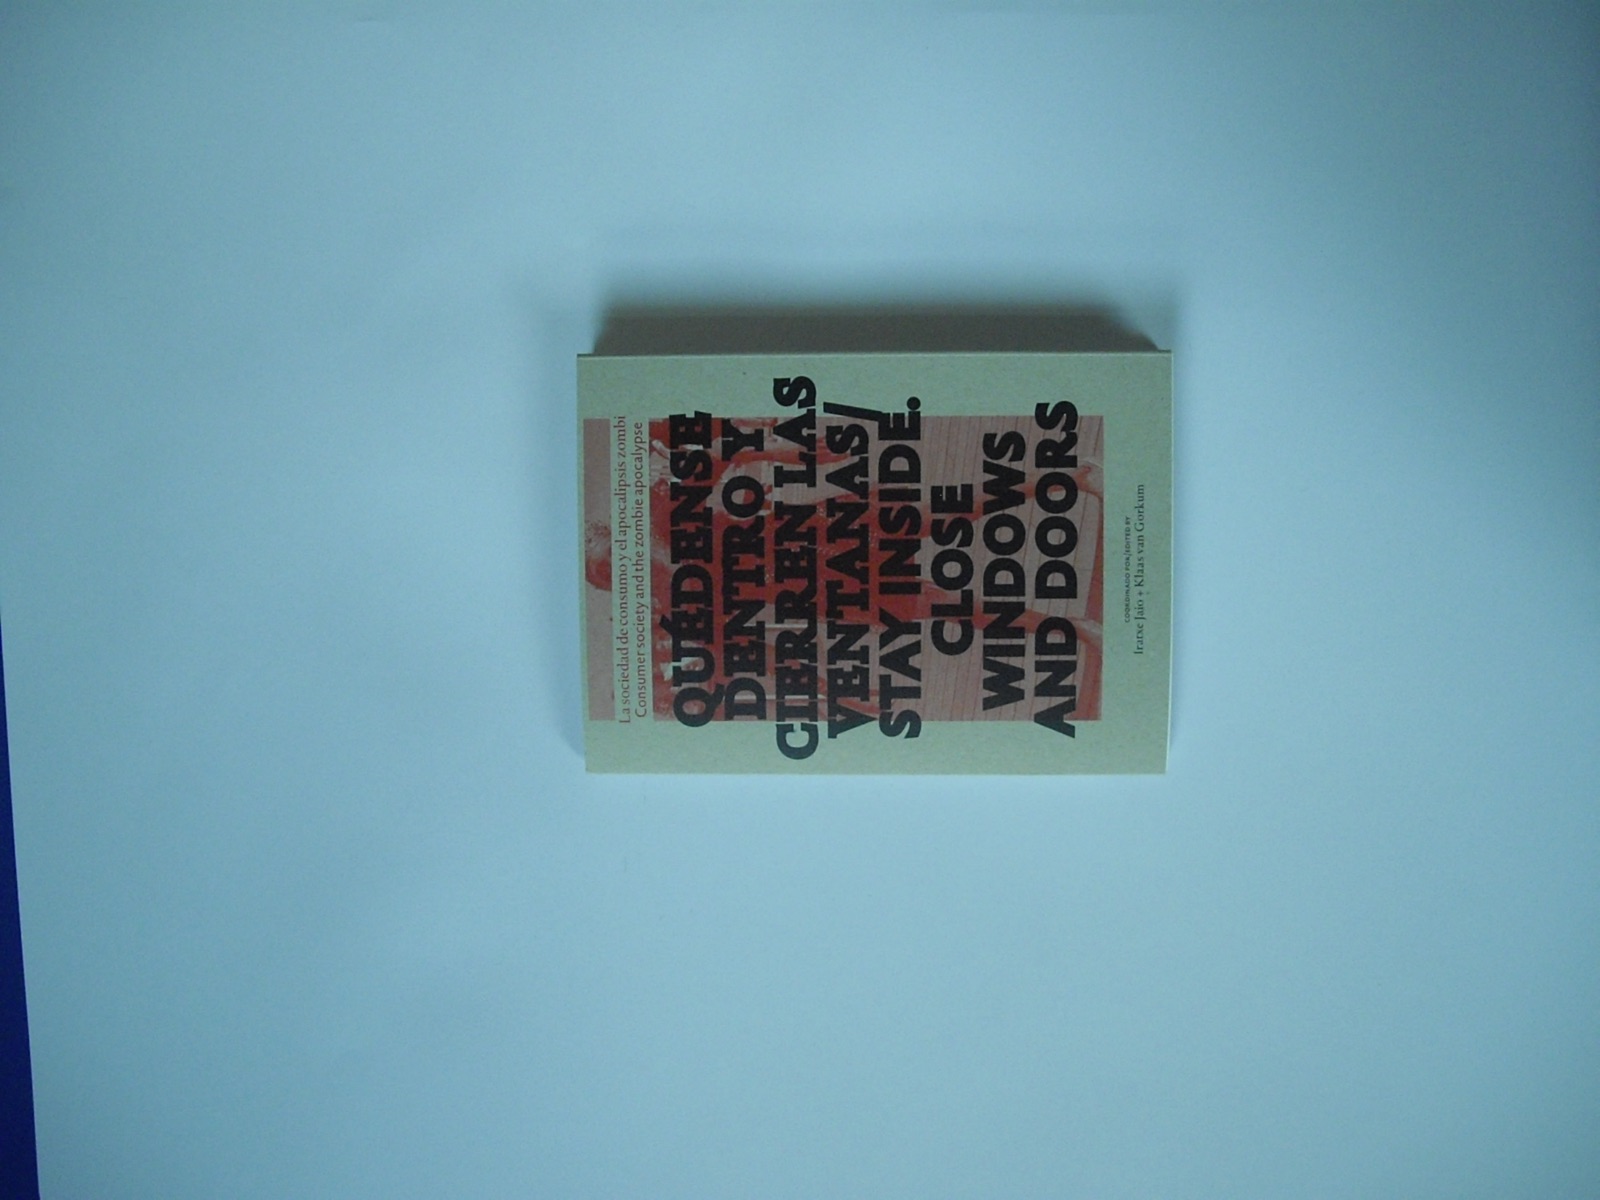 La sociedad de consumo y el apocalipsis zombi
Consumer society and the zombie apocalypse
QUÉDENSE
DENTRO Y
CIERREN LAS
VENTANAS/
STAY INSIDE.
CLOSE
WINDOWS
AND DOORS
COORDINADO POR/EDITED BY
Iratxe Jaio + Klaas van Gorkum